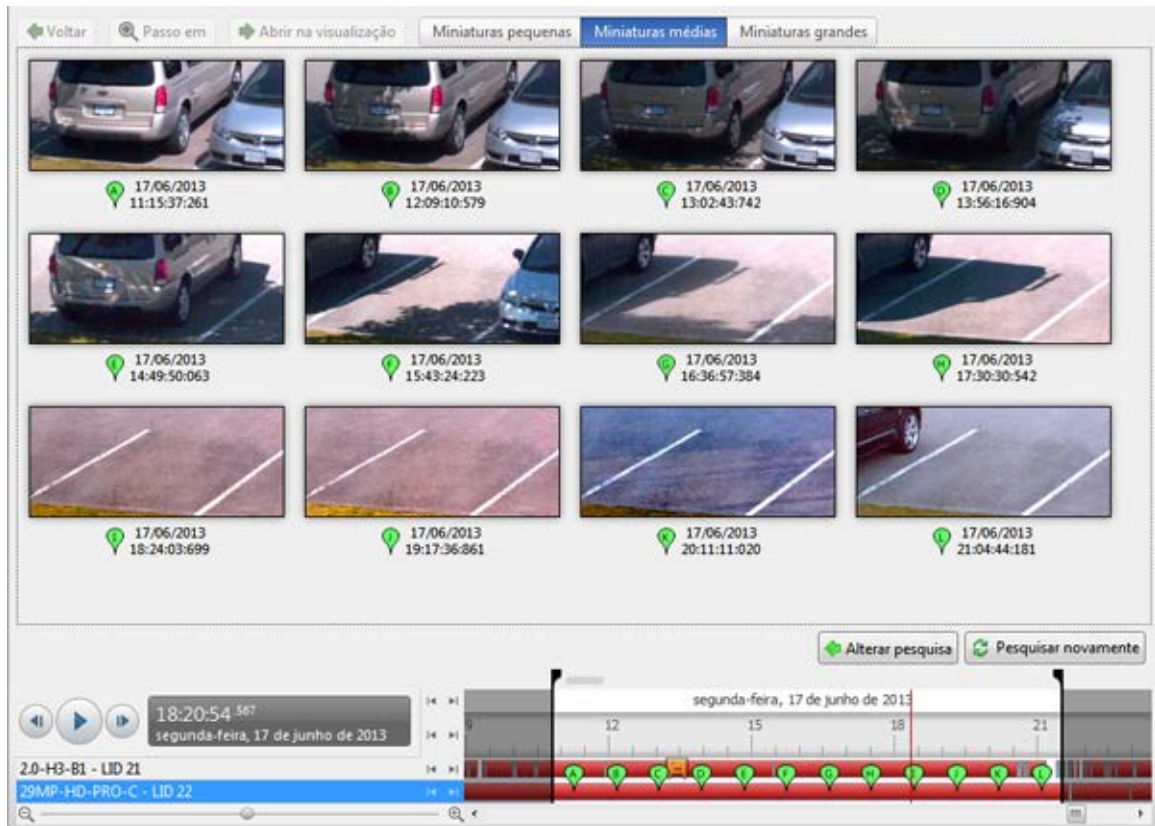 Voltar Passo em Abrir na visualização Miniaturas pequenas Miniaturas médias Miniaturas grandes
A 17/06/2013 11:15:37:261
B 17/06/2013 12:09:10:579
C 17/06/2013 13:02:43:742
D 17/06/2013 13:56:16:904
E 17/06/2013 14:49:50:063
F 17/06/2013 15:43:24:223
G 17/06/2013 16:36:57:384
H 17/06/2013 17:30:30:542
I 17/06/2013 18:24:03:699
J 17/06/2013 19:17:36:861
K 17/06/2013 20:11:11:020
L 17/06/2013 21:04:44:181
Alterar pesquisa Pesquisar novamente
segunda-feira, 17 de junho de 2013
18:20:54.567
segunda-feira, 17 de junho de 2013
9 12 15 18 21
2.0-H3-B1 - LID 21
A B C D E F G H I J K L
29MP-HD-PRO-C - LID 22